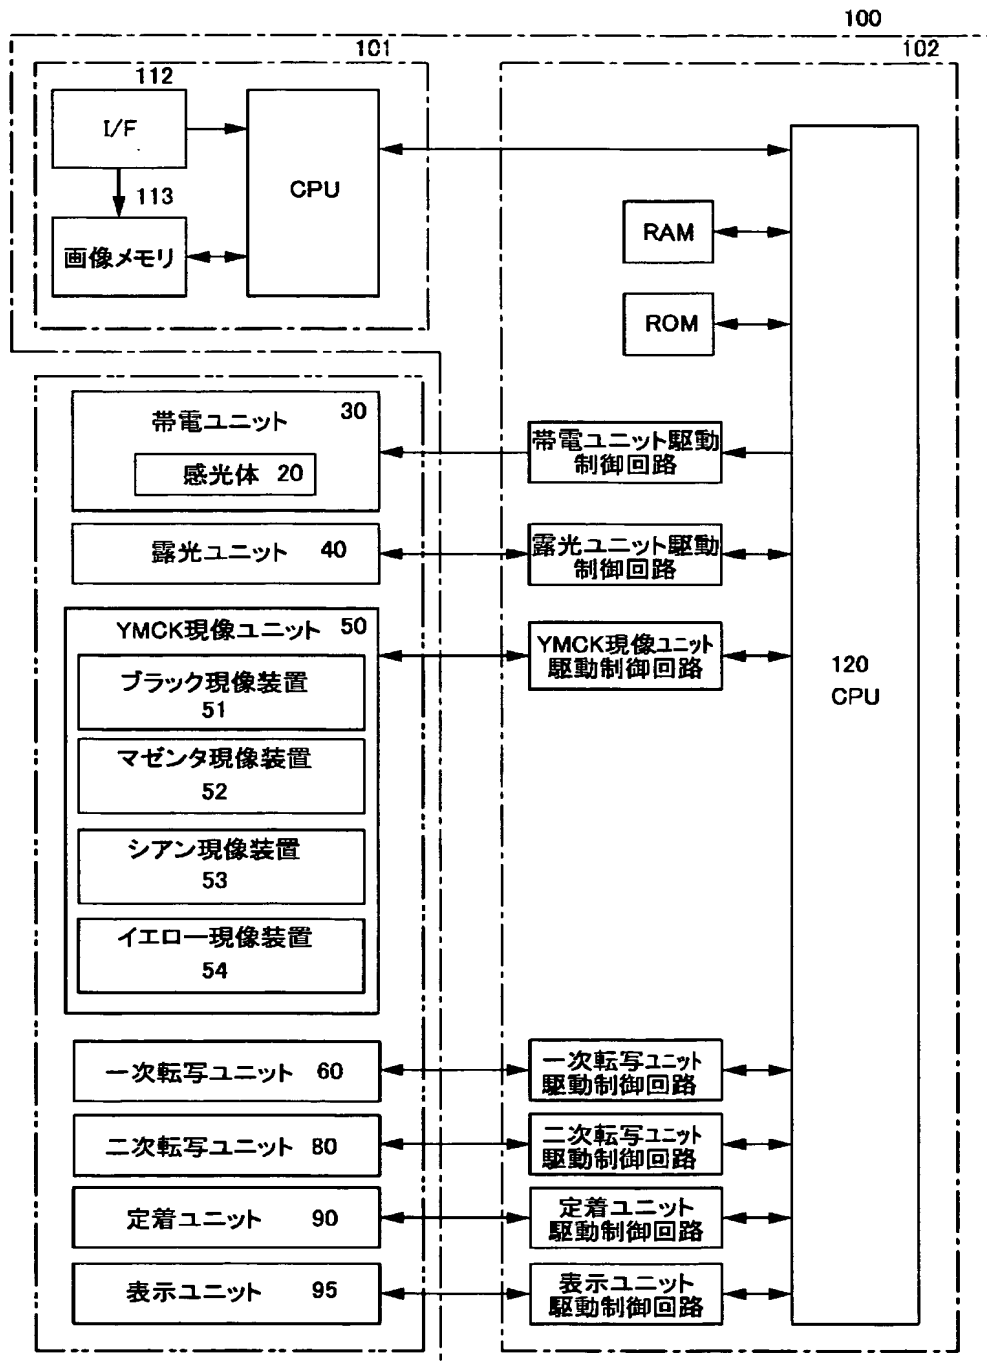 100
101
102
112
I/F
CPU
113
画像メモリ
RAM
ROM
帯電ユニット 30
感光体 20
帯電ユニット駆動
制御回路
露光ユニット 40
露光ユニット駆動
制御回路
YMCK現像ユニット 50
YMCK現像ユニット
駆動制御回路
ブラック現像装置
51
マゼンタ現像装置
52
シアン現像装置
53
イエロー現像装置
54
120
CPU
一次転写ユニット 60
一次転写ユニット
駆動制御回路
二次転写ユニット 80
二次転写ユニット
駆動制御回路
定着ユニット 90
定着ユニット
駆動制御回路
表示ユニット 95
表示ユニット
駆動制御回路